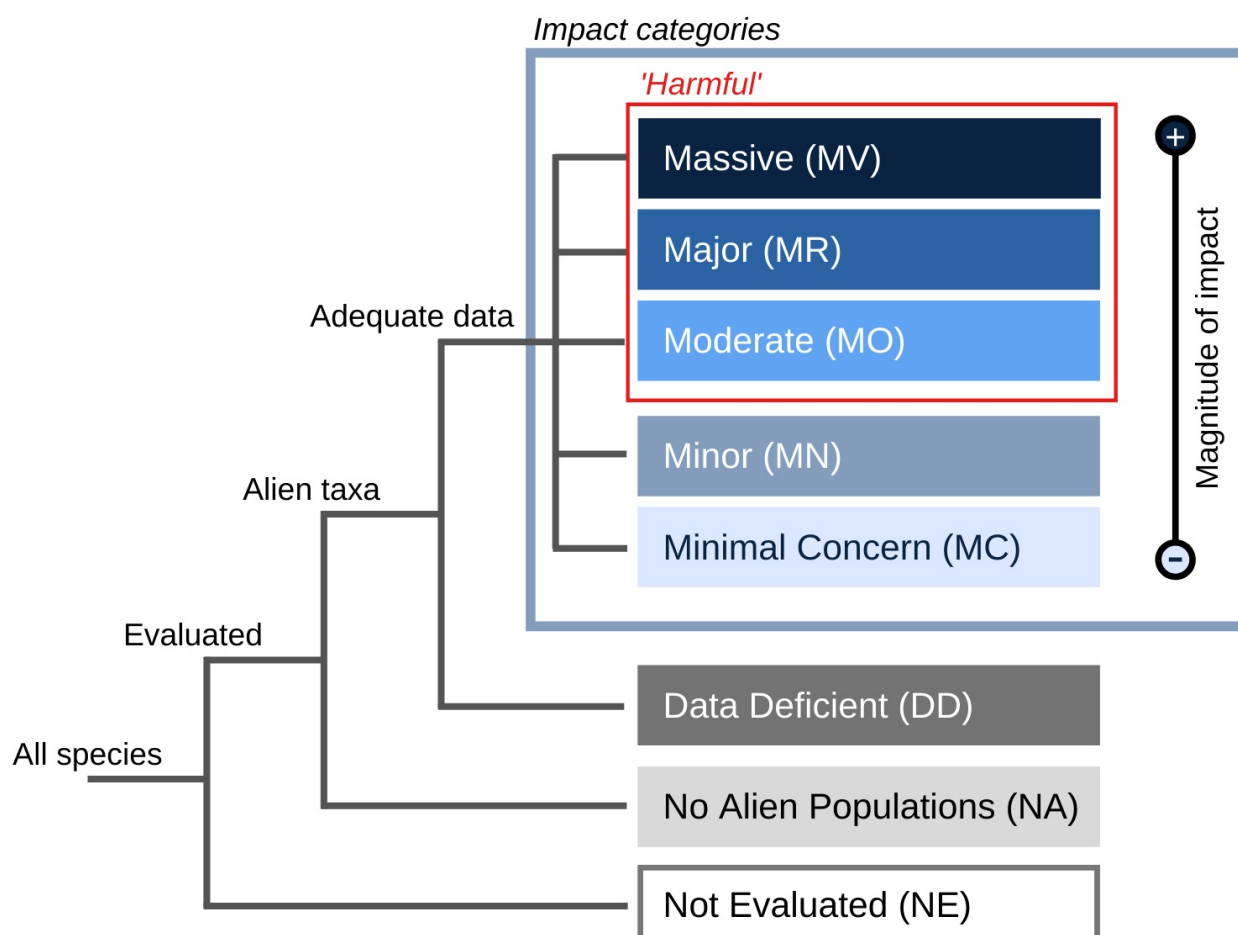 Impact categories
'Harmful'
Massive (MV)
Major (MR)
Moderate (MO)
Minor (MN)
Minimal Concern (MC)
+
Magnitude of impact
-
Adequate data
Alien taxa
Evaluated
All species
Data Deficient (DD)
No Alien Populations (NA)
Not Evaluated (NE)